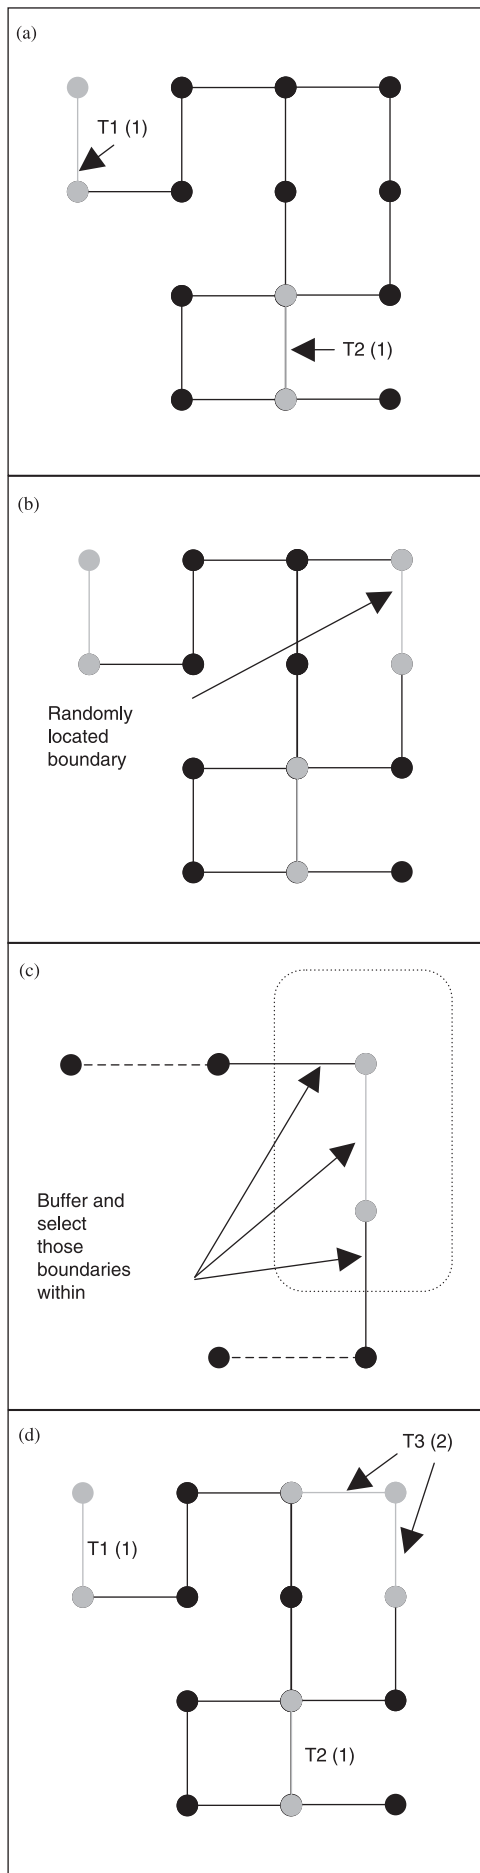 (a)
T1 (1)
T2 (1)
(b)
Randomly
located
boundary
(c)
Buffer and
select
those
boundaries
within
(d)
T3 (2)
T1 (1)
T2 (1)